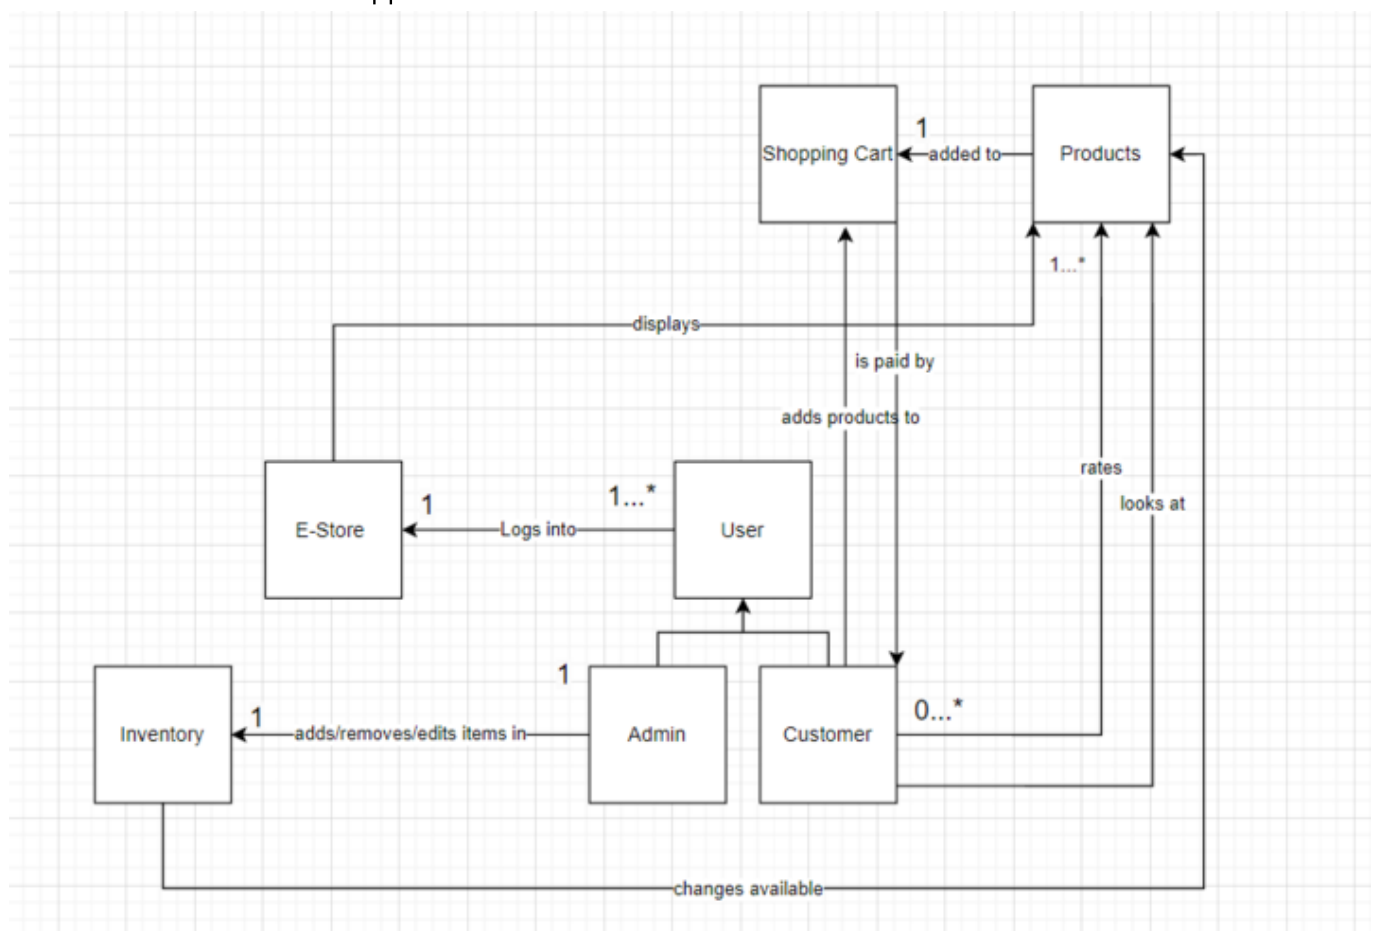 1
Shopping Cart
added to
Products
1...*
displays
is paid by
adds products to
rates
looks at
1
1...*
E-Store
Logs into
User
1
1
0...*
Inventory
adds/removes/edits items in
Admin
Customer
changes available